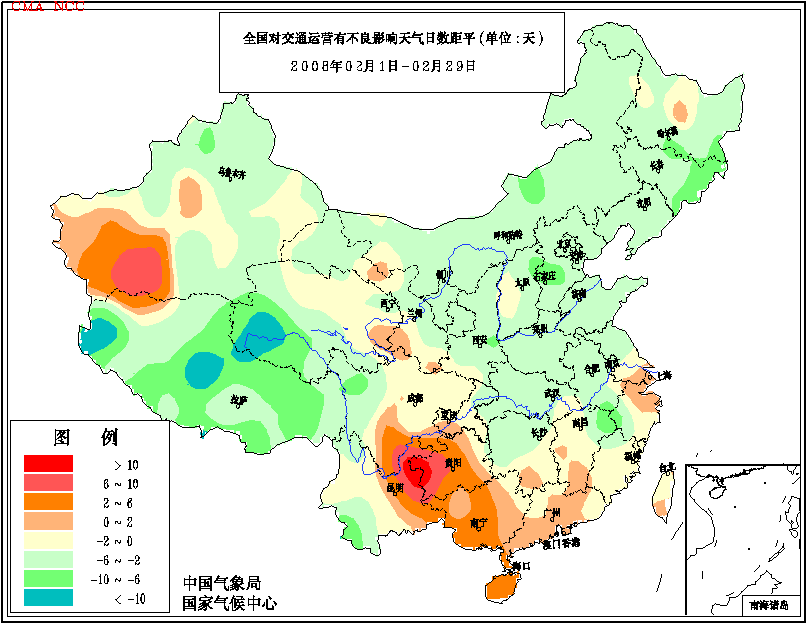 CMA NCC
全国对交通运营有不良影响天气日数距平(单位:天)
2008年02月1日-02月29日
乌鲁木齐
哈尔滨
长春
沈阳
呼和浩特
北京
天津
石家庄
太原
银川
济南
西宁
兰州
郑州
西安
南京
合肥
上海
拉萨
成都
武汉
重庆
南昌
长沙
贵阳
福州
台北
昆明
广州
南宁
澳门香港
海口
图 例
> 10
6 ~ 10
2 ~ 6
0 ~ 2
-2 ~ 0
-6 ~ -2
-10 ~ -6
< -10
中国气象局
国家气候中心
南海诸岛